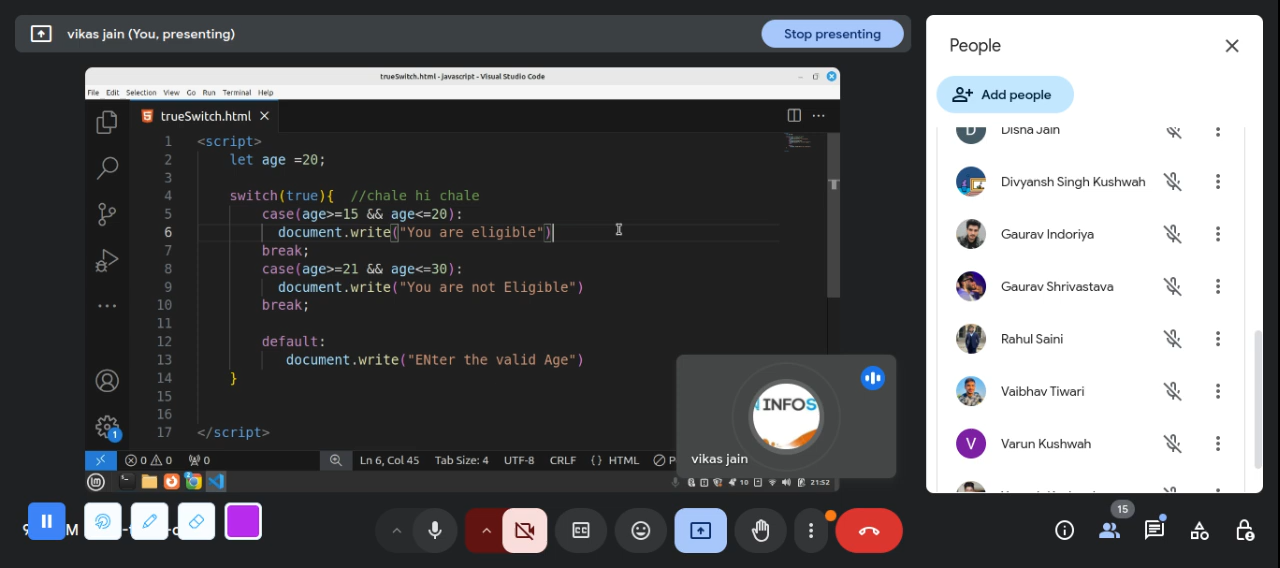 vikas jain (You, presenting)
Stop presenting
People
Add people
trueSwitch.html - javascript - Visual Studio Code
File Edit Selection View Go Run Terminal Help
trueSwitch.html
1 <script>
2 let age =20;
3
4 switch(true){ //chale hi chale
5 case(age>=15 && age<=20):
6 document.write("You are eligible")
7 break;
8 case(age>=21 && age<=30):
9 document.write("You are not Eligible")
10 break;
11
12 default:
13 document.write("ENter the valid Age")
14 }
15
16
17 </script>
1
0 0 0 Ln 6, Col 45 Tab Size: 4 UTF-8 CRLF {} HTML
10 21:52
INFOS
vikas jain
D Disha Jain
Divyansh Singh Kushwah
Gaurav Indoriya
Gaurav Shrivastava
Rahul Saini
Vaibhav Tiwari
V Varun Kushwah
15
CC